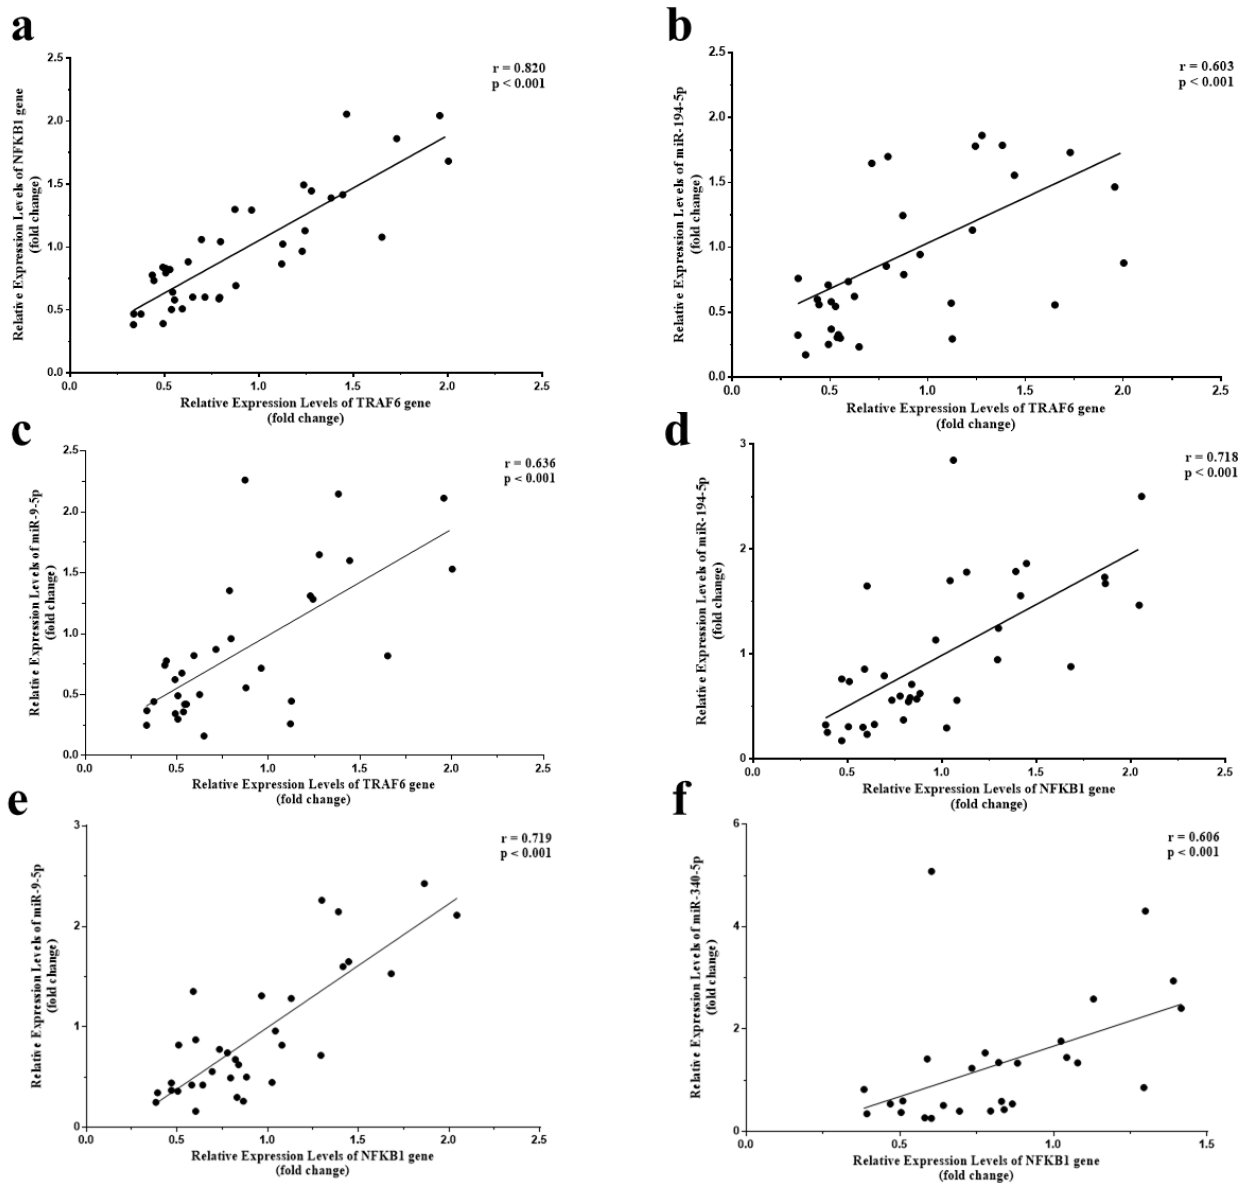 a
Relative Expression Levels of NFKB1 gene
(fold change)
2.5
2.0
1.5
1.0
0.5
0.0
r = 0.820
p < 0.001
0.0 0.5 1.0 1.5 2.0 2.5
Relative Expression Levels of TRAF6 gene
(fold change)
b
Relative Expression Levels of miR-194-5p
(fold change)
2.5
2.0
1.5
1.0
0.5
0.0
r = 0.603
p < 0.001
0.0 0.5 1.0 1.5 2.0 2.5
Relative Expression Levels of TRAF6 gene
(fold change)
c
Relative Expression Levels of miR-9-5p
(fold change)
2.5
2.0
1.5
1.0
0.5
0.0
r = 0.636
p < 0.001
0.0 0.5 1.0 1.5 2.0 2.5
Relative Expression Levels of TRAF6 gene
(fold change)
d
Relative Expression Levels of miR-194-5p
(fold change)
3
2
1
0
r = 0.718
p < 0.001
0.0 0.5 1.0 1.5 2.0 2.5
Relative Expression Levels of NFKB1 gene
(fold change)
e
Relative Expression Levels of miR-9-5p
(fold change)
3
2
1
0
r = 0.719
p < 0.001
0.0 0.5 1.0 1.5 2.0 2.5
Relative Expression Levels of NFKB1 gene
(fold change)
f
Relative Expression Levels of miR-340-5p
(fold change)
6
4
2
0
r = 0.606
p < 0.001
0.0 0.5 1.0 1.5
Relative Expression Levels of NFKB1 gene
(fold change)